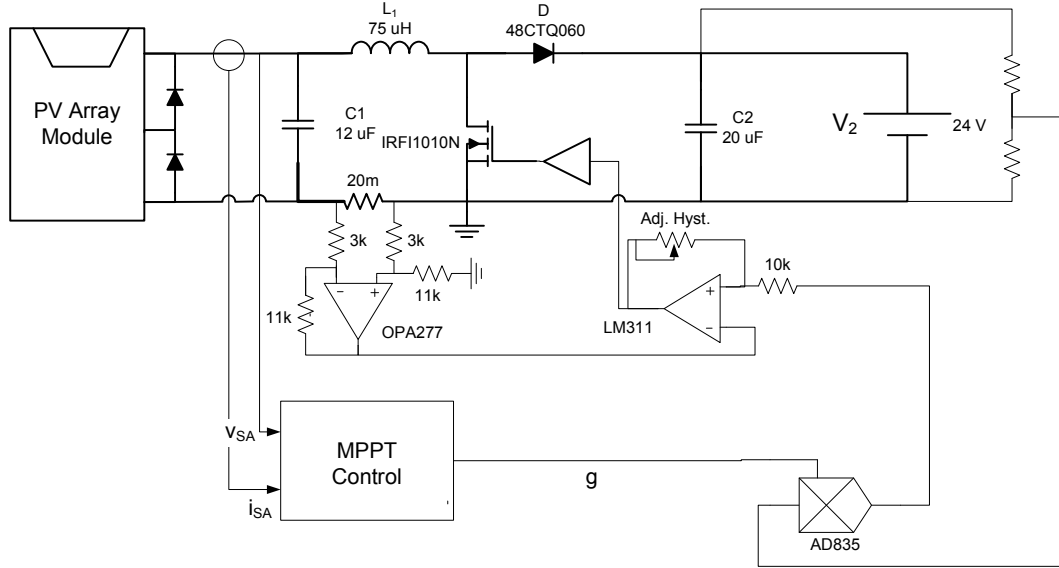 L1
75 uH
D
48CTQ060
PV Array
Module
C1
12 uF
IRFI1010N
C2
20 uF
V2
24 V
20m
3k
3k
11k
11k
− +
OPA277
Adj. Hyst.
10k
+
−
LM311
vSA
iSA
MPPT
Control
g
AD835